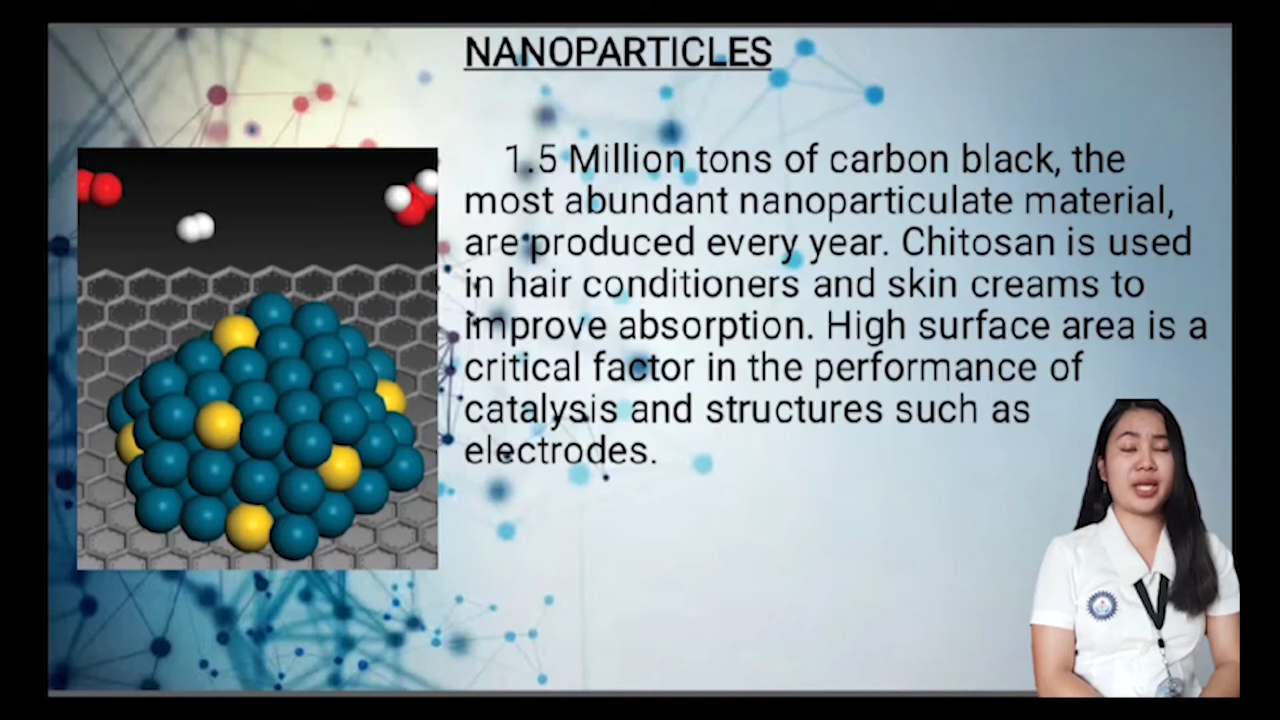 NANOPARTICLES
1.5 Million tons of carbon black, the
most abundant nanoparticulate material,
are produced every year. Chitosan is used
in hair conditioners and skin creams to
improve absorption. High surface area is a
critical factor in the performance of
catalysis and structures such as
electrodes.